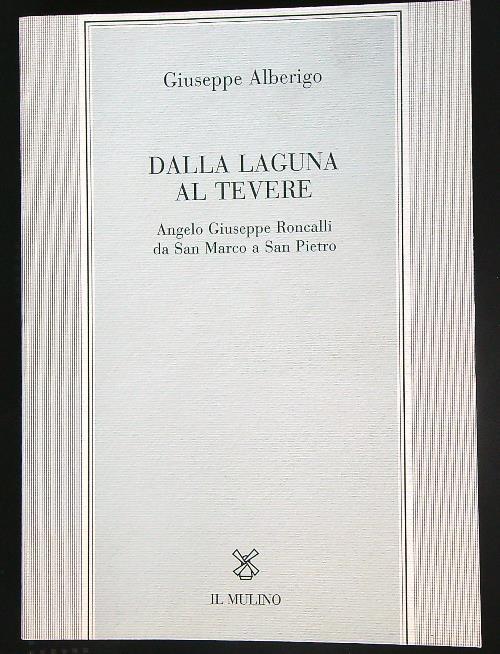 Giuseppe Alberigo
DALLA LAGUNA
AL TEVERE
Angelo Giuseppe Roncalli
da San Marco a San Pietro
IL MULINO